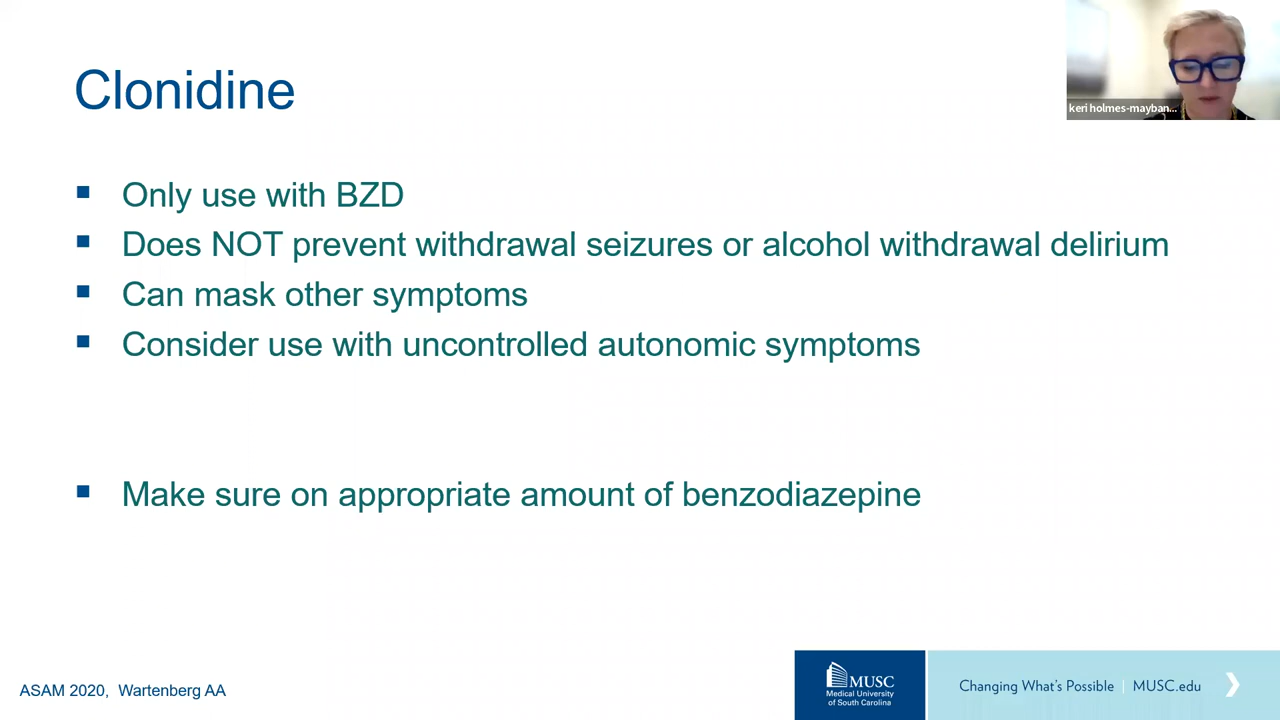 Clonidine
keri holmes-mayban...
Only use with BZD
Does NOT prevent withdrawal seizures or alcohol withdrawal delirium
Can mask other symptoms
Consider use with uncontrolled autonomic symptoms
Make sure on appropriate amount of benzodiazepine
ASAM 2020, Wartenberg AA
MUSC
Medical University
of South Carolina
Changing What's Possible | MUSC.edu